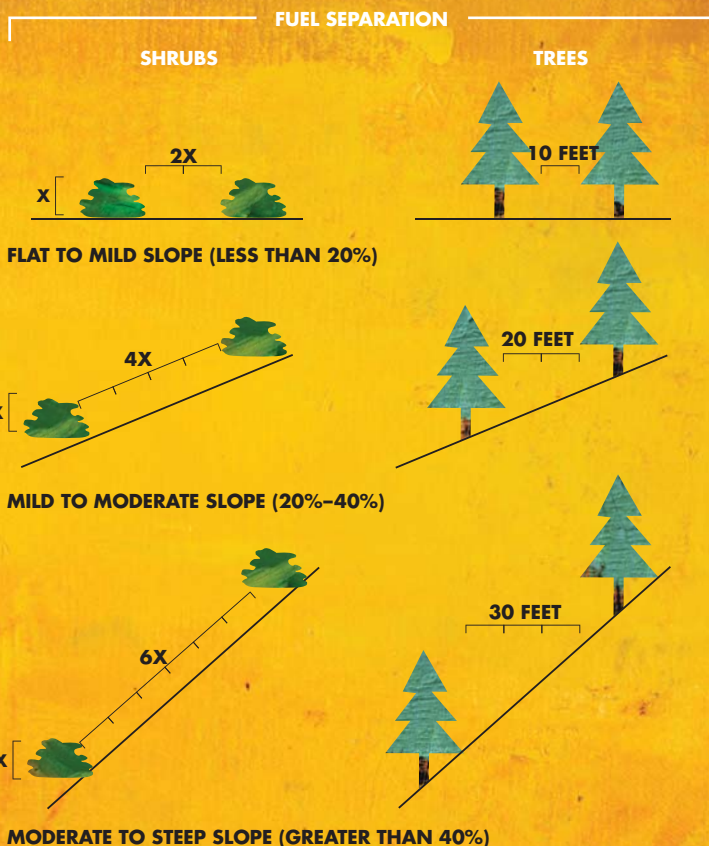 FUEL SEPARATION
SHRUBS
TREES
X
2X
10 FEET
FLAT TO MILD SLOPE (LESS THAN 20%)
4X
20 FEET
MILD TO MODERATE SLOPE (20%–40%)
6X
30 FEET
MODERATE TO STEEP SLOPE (GREATER THAN 40%)